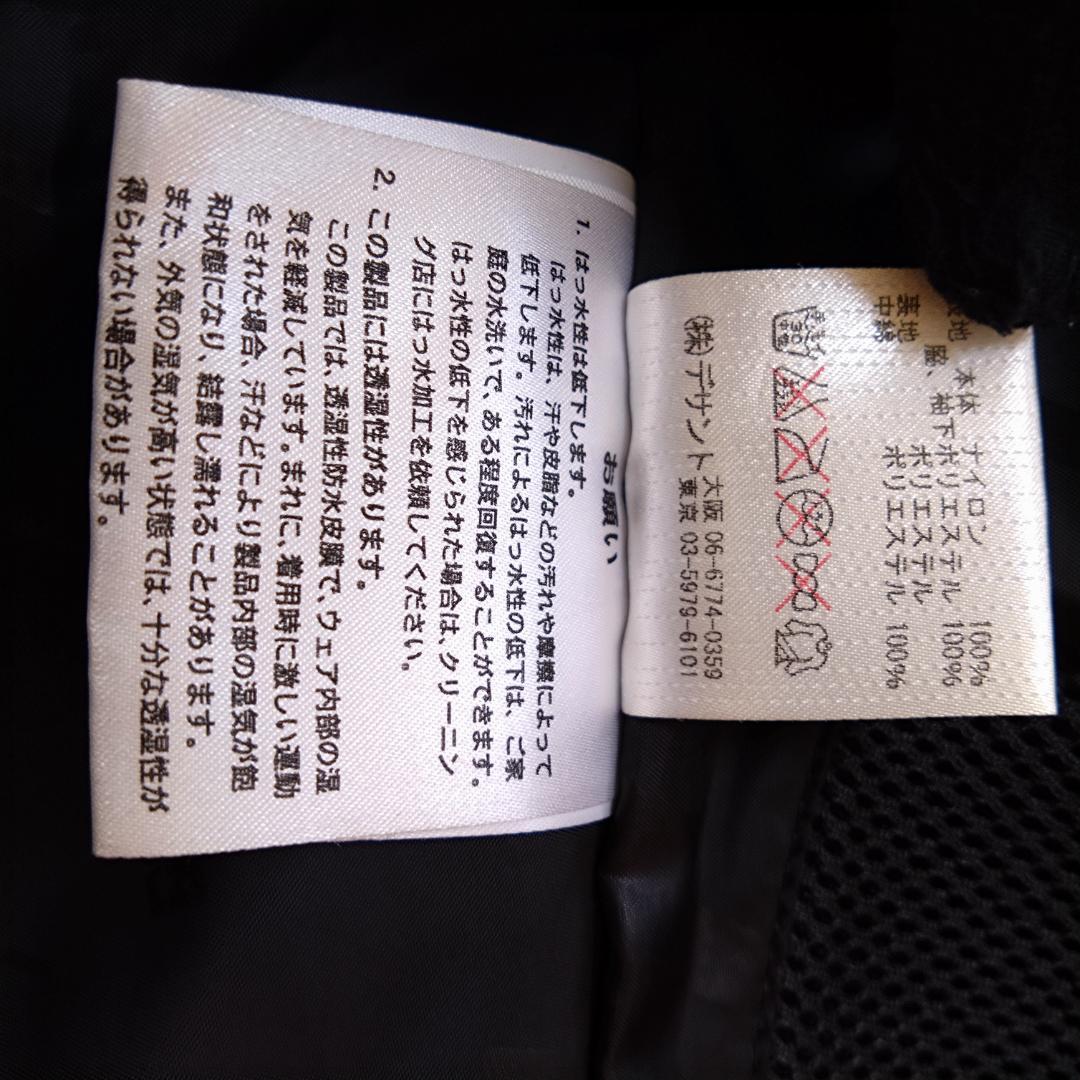 お願い
1. はっ水性は低下します。
はっ水性は、汗や皮脂などの汚れや摩擦によって
低下します。汚れによるはっ水性の低下は、ご家
庭の水洗いで、ある程度回復することができます。
はっ水性の低下を感じられた場合は、クリーニン
グ店にはっ水加工を依頼してください。
2. この製品には透湿性があります。
この製品では、透湿性防水皮膜で、ウェア内部の湿
気を軽減しています。まれに、着用時に激しい運動
をされた場合、汗などにより製品内部の湿気が飽
和状態になり、結露し濡れることがあります。
また、外気の湿気が高い状態では、十分な透湿性が
得られない場合があります。
地 本体 ナイロン 100%
脇、袖下 ポリエステル 100%
裏地 ポリエステル 100%
中綿 ポリエステル 100%
大阪 06-6774-0359
(株)デサント 東京 03-5979-6101